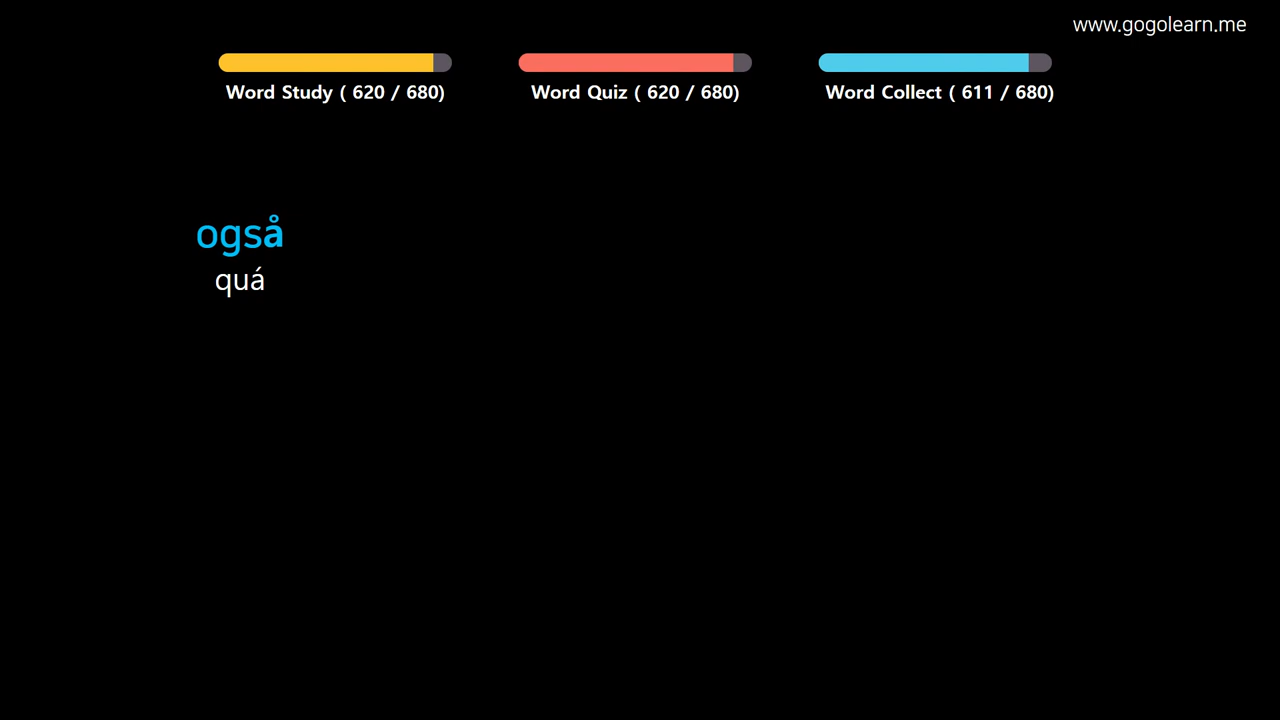 www.gogolearn.me
Word Study ( 620 / 680)
Word Quiz ( 620 / 680)
Word Collect ( 611 / 680)
også
quá